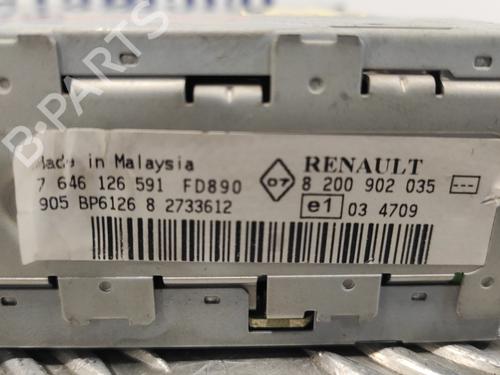 Made in Malaysia
7 646 126 591 FD890
905 BP6126 8 2733612
07
RENAULT
8 200 902 035
e1 03 4709
B-PARTS